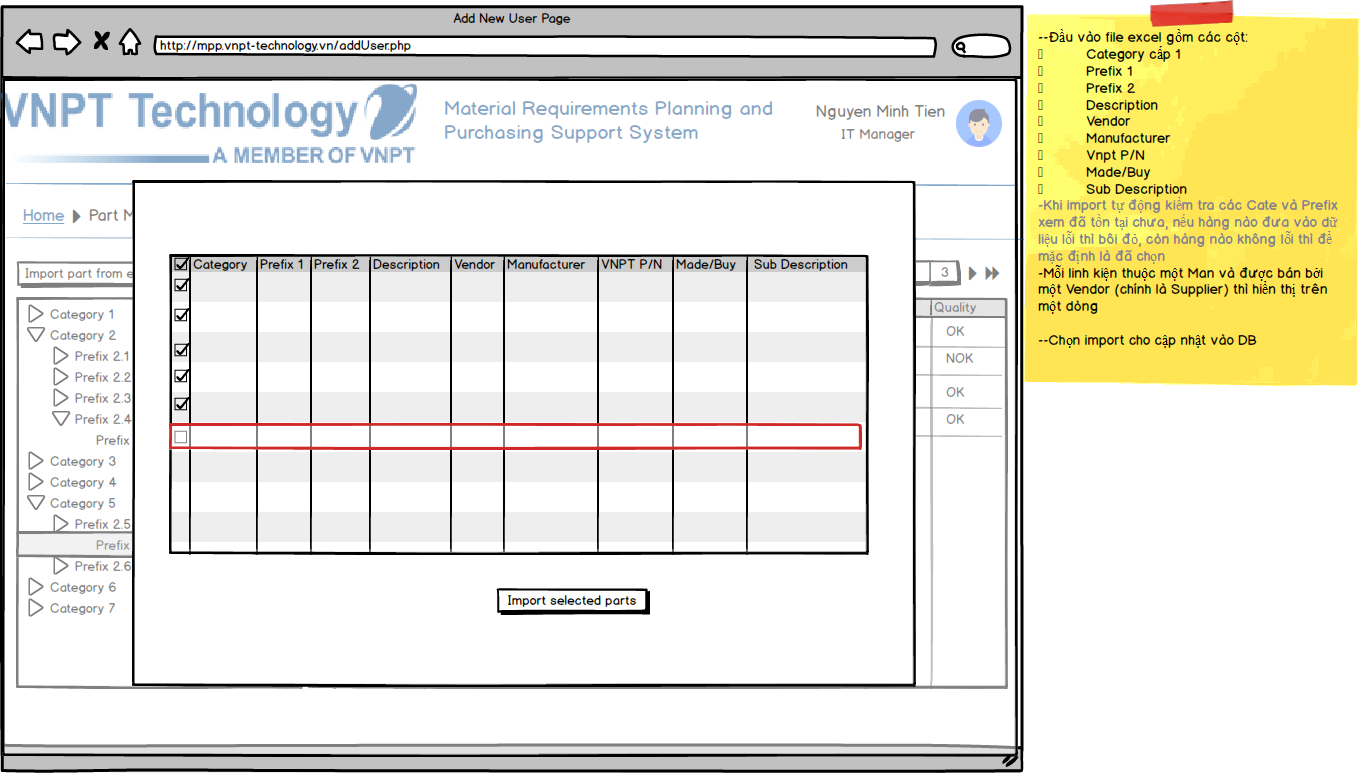 Add New User Page
http://mpp.vnpt-technology.vn/addUser.php
VNPT Technology
A MEMBER OF VNPT
Material Requirements Planning and
Purchasing Support System
Nguyen Minh Tien
IT Manager
Home Part M
Import part from e
3
Category 1
Category 2
Prefix 2.1
Prefix 2.2
Prefix 2.3
Prefix 2.4
Prefix
Category 3
Category 4
Category 5
Prefix 2.5
Prefix
Prefix 2.6
Category 6
Category 7
Category Prefix 1 Prefix 2 Description Vendor Manufacturer VNPT P/N Made/Buy Sub Description
Import selected parts
Quality
OK
NOK
OK
OK
--Đầu vào file excel gồm các cột:
Category cấp 1
Prefix 1
Prefix 2
Description
Vendor
Manufacturer
Vnpt P/N
Made/Buy
Sub Description
-Khi import tự động kiểm tra các Cate và Prefix
xem đã tồn tại chưa, nếu hàng nào đưa vào dữ
liệu lỗi thì bôi đỏ, còn hàng nào không lỗi thì để
mặc định là đã chọn
-Mỗi linh kiện thuộc một Man và được bán bởi
một Vendor (chính là Supplier) thì hiển thị trên
một dòng
--Chọn import cho cập nhật vào DB